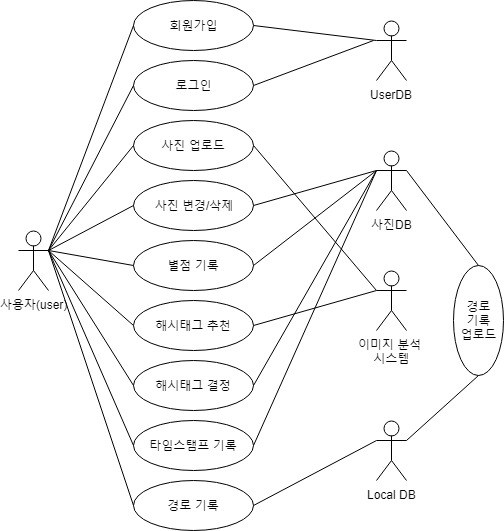 회원가입
로그인
사진 업로드
사진 변경/삭제
별점 기록
해시태그 추천
해시태그 결정
타임스탬프 기록
경로 기록
사용자(user)
UserDB
사진DB
이미지 분석
시스템
Local DB
경로
기록
업로드